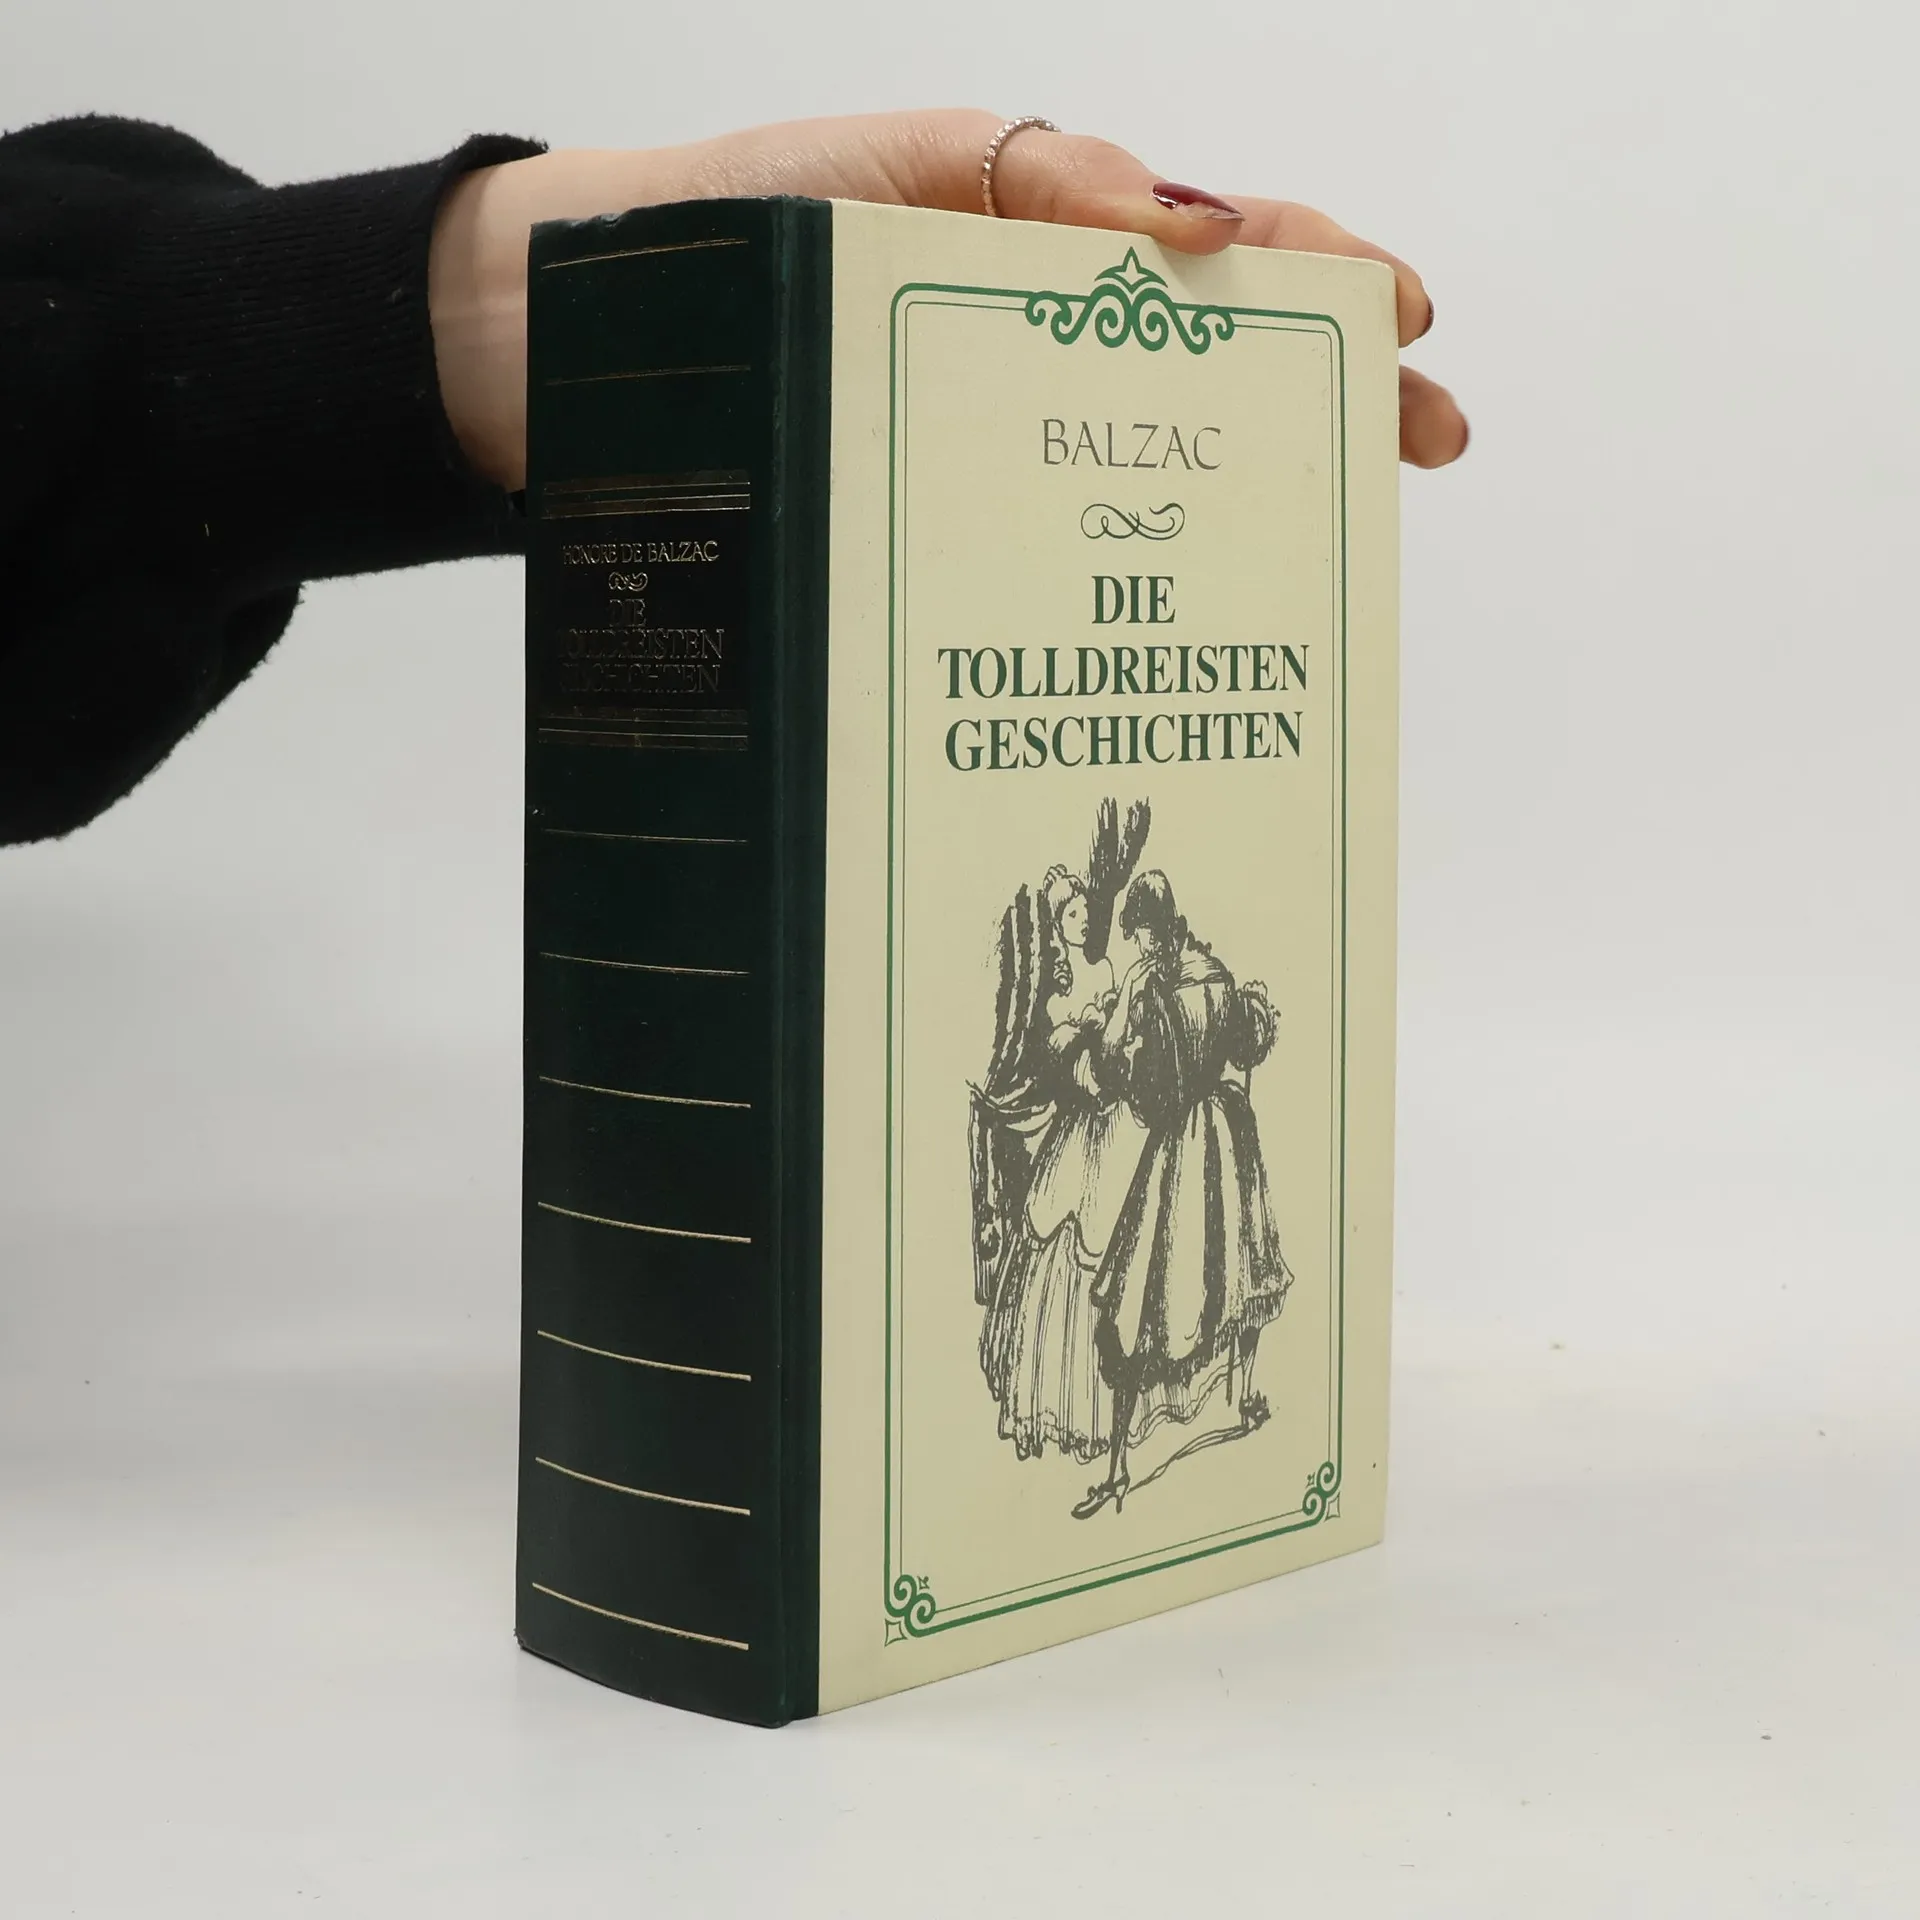 HONORÉ DE BALZAC
DIE
TOLLDREISTEN
GESCHICHTEN
BALZAC
DIE
TOLLDREISTEN
GESCHICHTEN